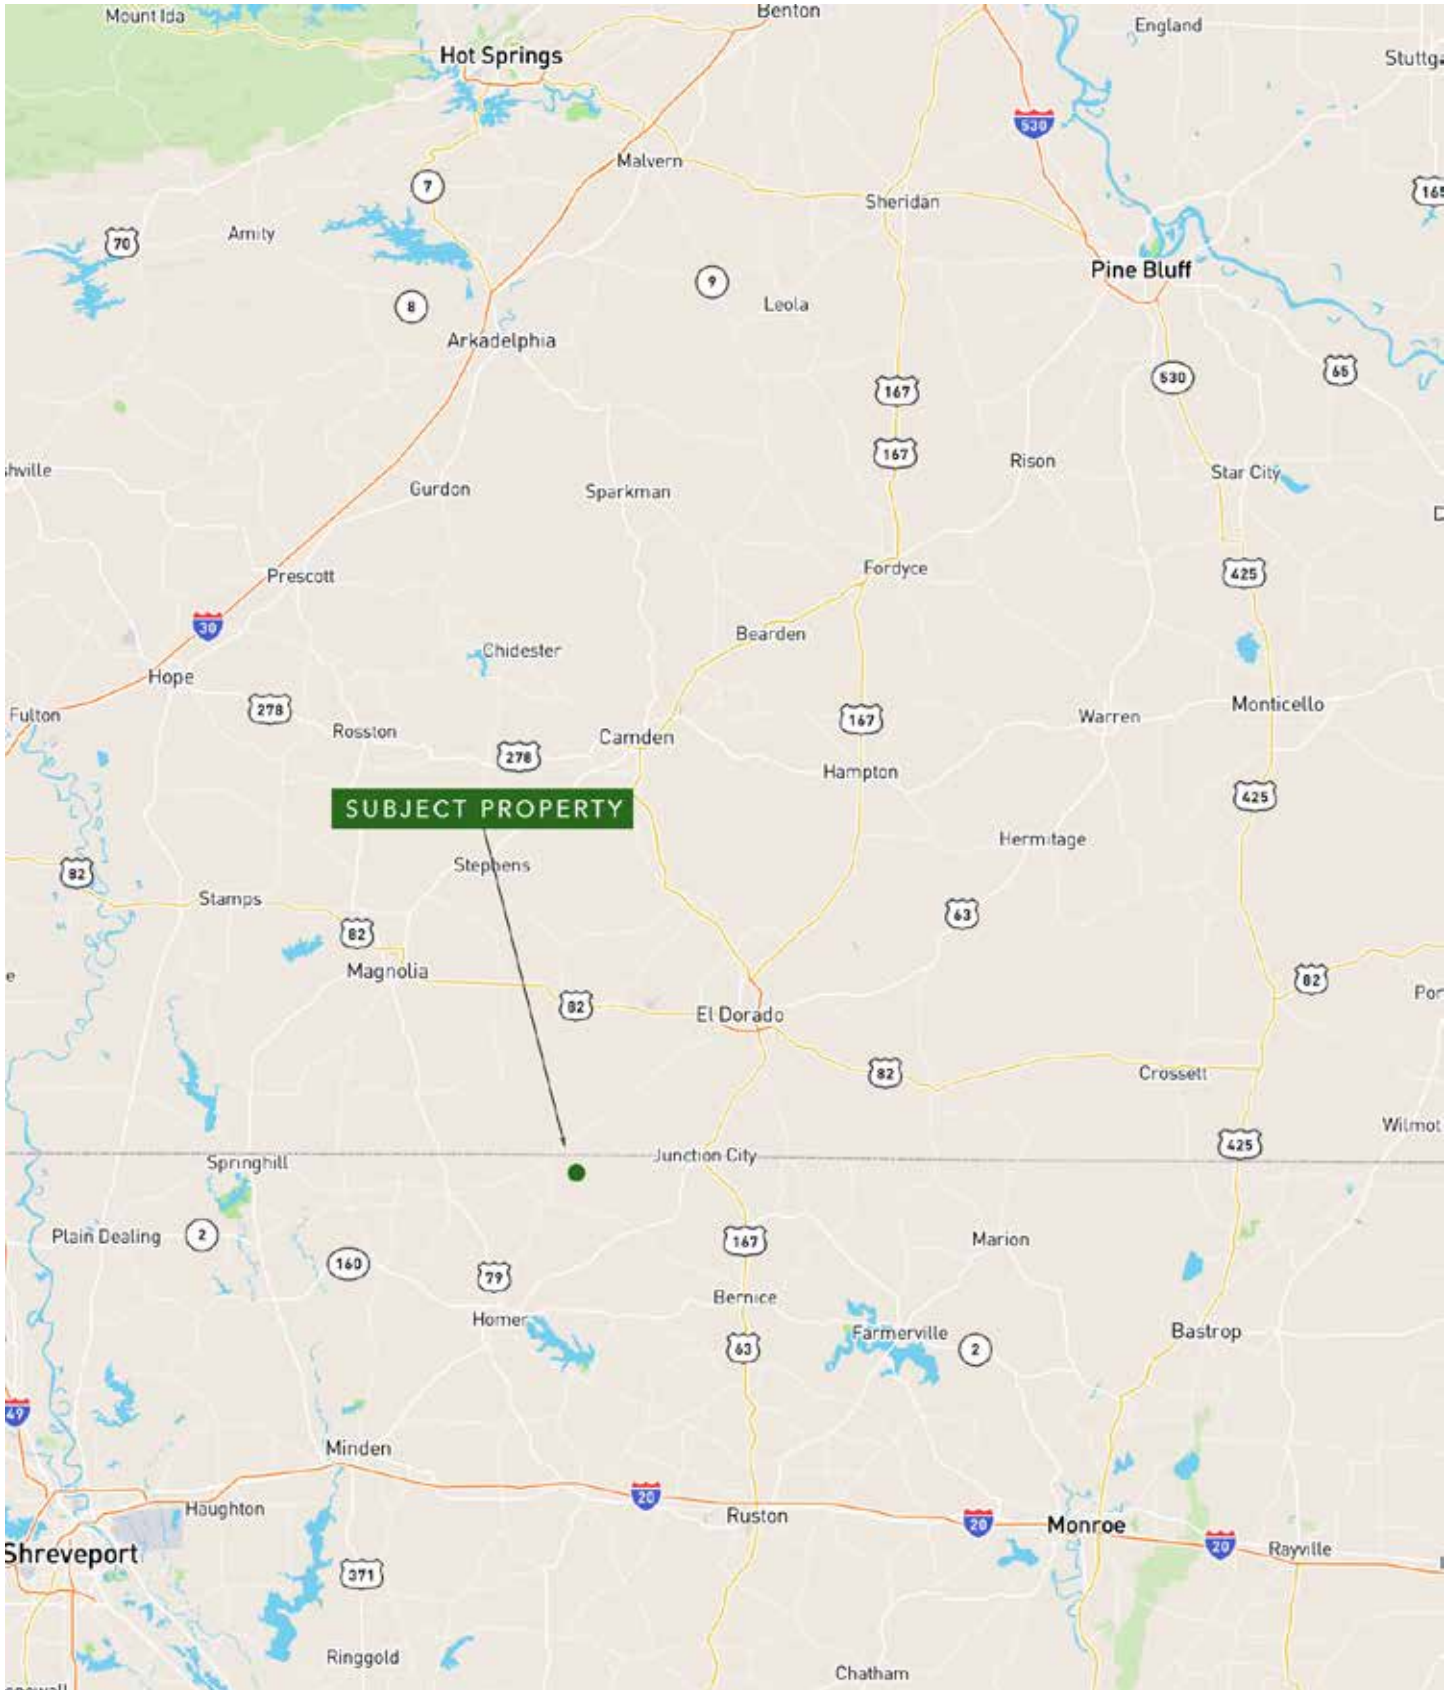 Mount Ida
Benton
England
Hot Springs
Stuttg
530
Malvern
7
165
Sheridan
70
Amity
Pine Bluff
9
8
Leola
Arkadelphia
65
530
167
167
shville
Rison
Star City
Gurdon
Sparkman
D
Fordyce
425
Prescott
30
Bearden
Chidester
Hope
Monticello
278
Fulton
Warren
167
Rosston
Camden
278
Hampton
425
SUBJECT PROPERTY
Hermitage
Stephens
82
Stamps
63
82
Magnolia
e
82
Por
82
El Dorado
82
Crossett
Wilmot
425
Junction City
Springhill
Plain Dealing
2
167
Marion
160
79
Bernice
Homer
Farmerville
Bastrop
63
2
49
Minden
20
Haughton
Ruston
20
Monroe
20
Rayville
Shreveport
371
Ringgold
Chatham